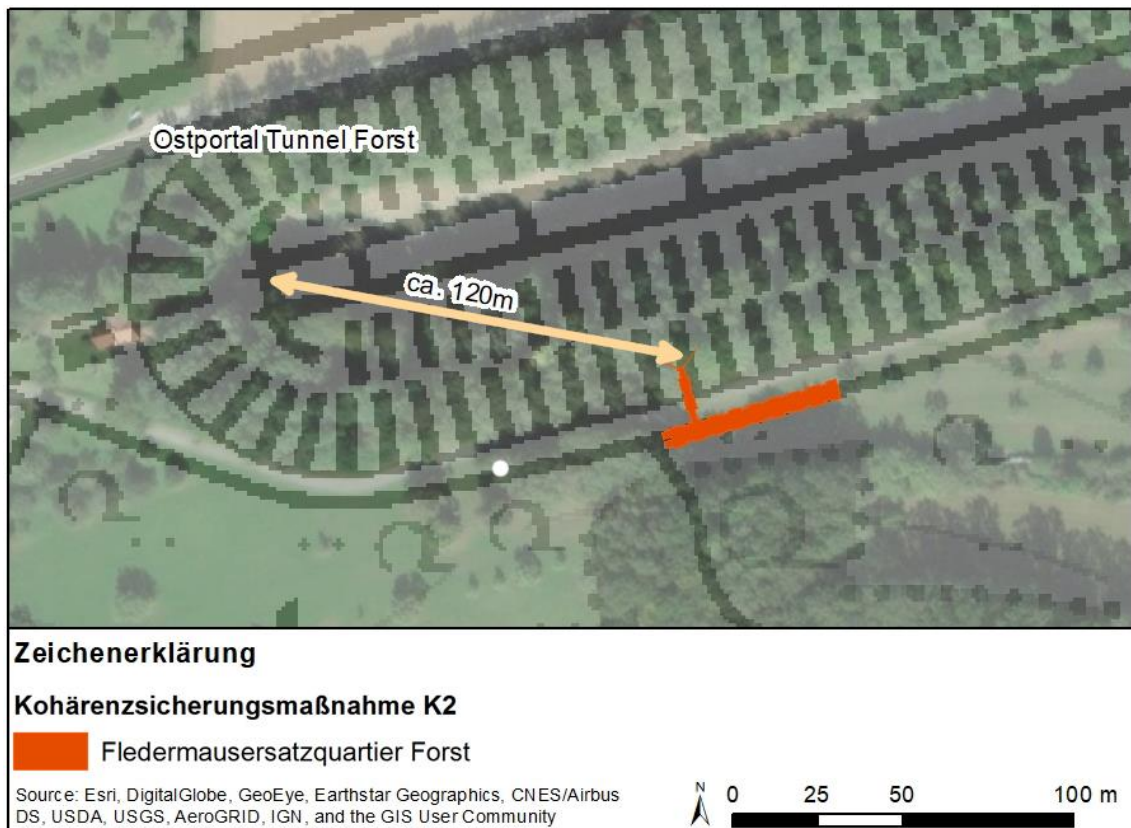 Ostportal Tunnel Forst
ca. 120m
Zeichenerklärung
Kohärenzsicherungsmaßnahme K2
Fledermausersatzquartier Forst
Source: Esri, DigitalGlobe, GeoEye, Earthstar Geographics, CNES/Airbus
DS, USDA, USGS, AeroGRID, IGN, and the GIS User Community
N
0 25 50 100 m